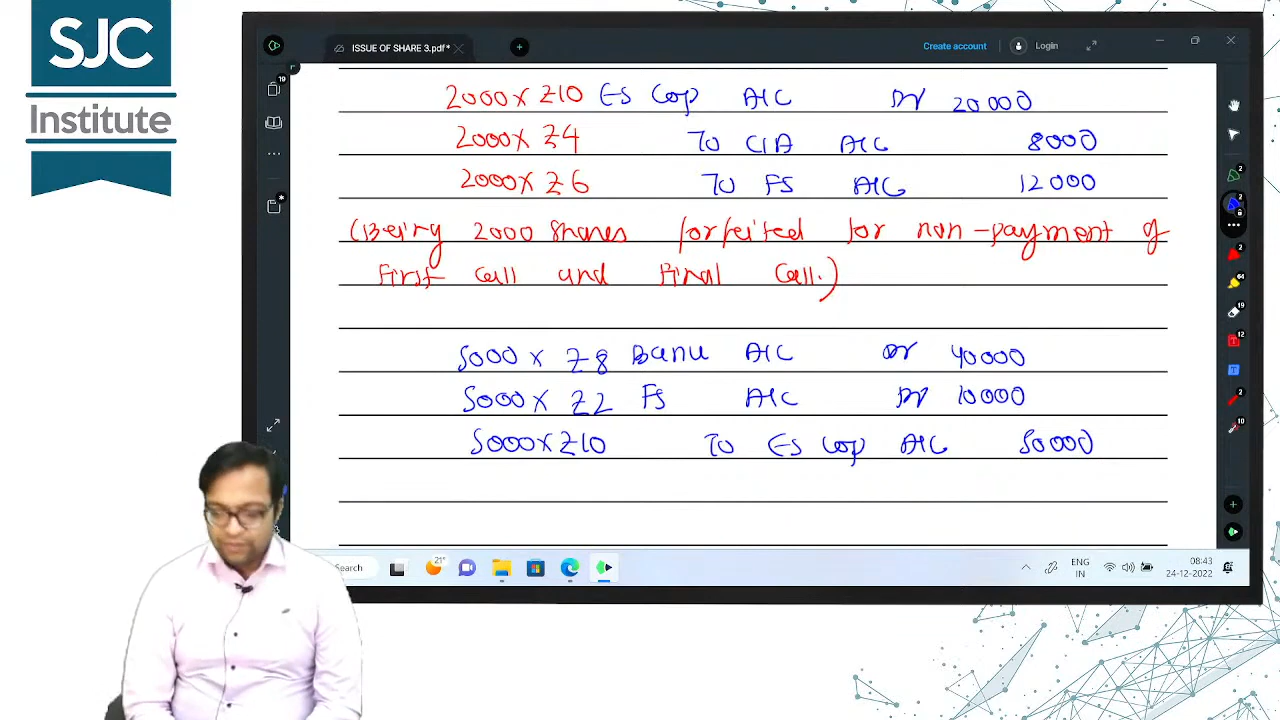 SJC
Institute
ISSUE OF SHARE 3.pdf*
Create account
Login
2000 x ₹10 ES Cap A/C Dr 20000
2000 x ₹4 To CIA A/C 8000
2000 x ₹6 To FS A/C 12000
(Being 2000 shares forfeited for non-payment of
First call and Final call.)
5000 x ₹8 Bank A/C Dr 40000
5000 x ₹2 FS A/C Dr 10000
5000 x ₹10 To ES Cap A/C 50000
Search
21°
ENG
IN
08:43
24-12-2022